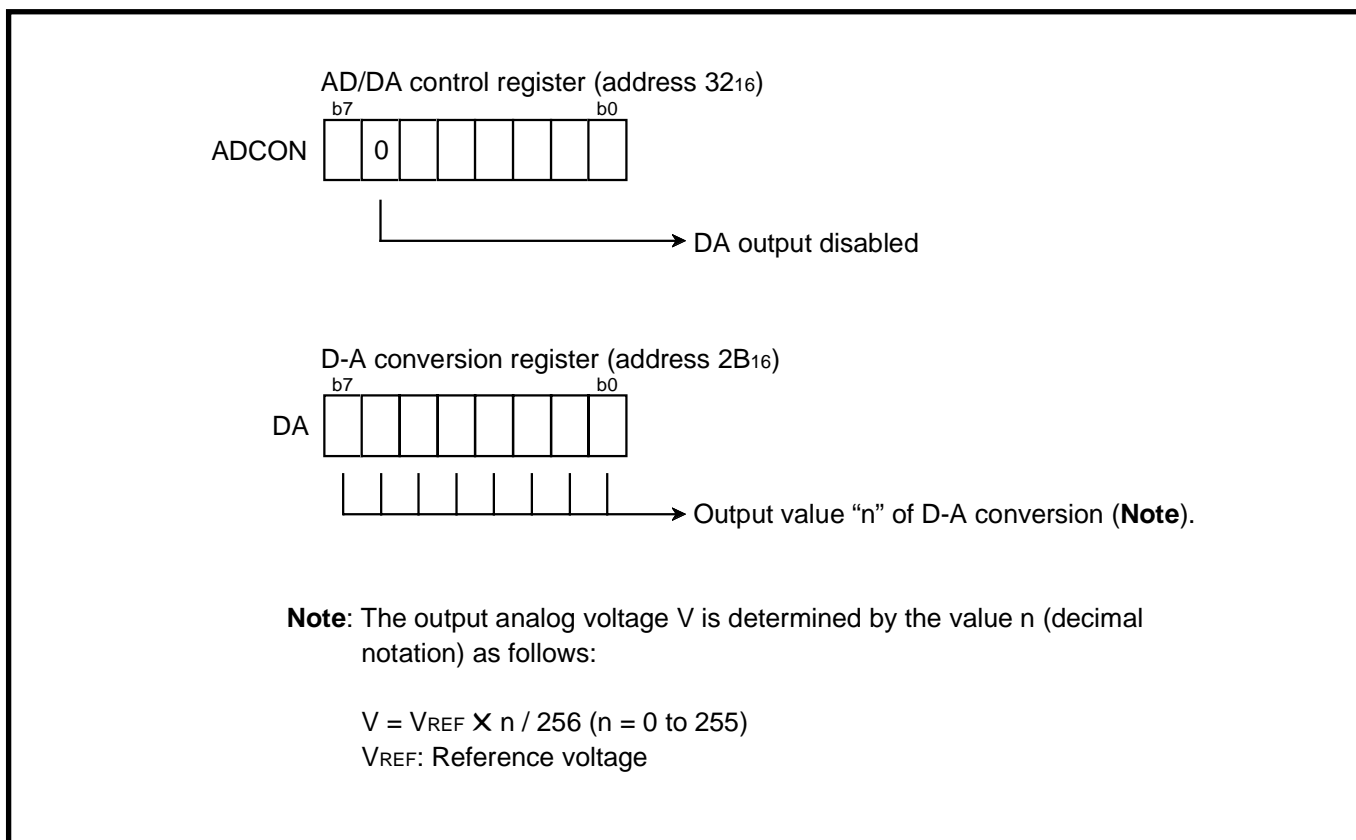 AD/DA control register (address 3216)
b7 b0
ADCON 0
DA output disabled
D-A conversion register (address 2B16)
b7 b0
DA
Output value “n” of D-A conversion (Note).
Note: The output analog voltage V is determined by the value n (decimal
notation) as follows:
V = VREF ✕ n / 256 (n = 0 to 255)
VREF: Reference voltage